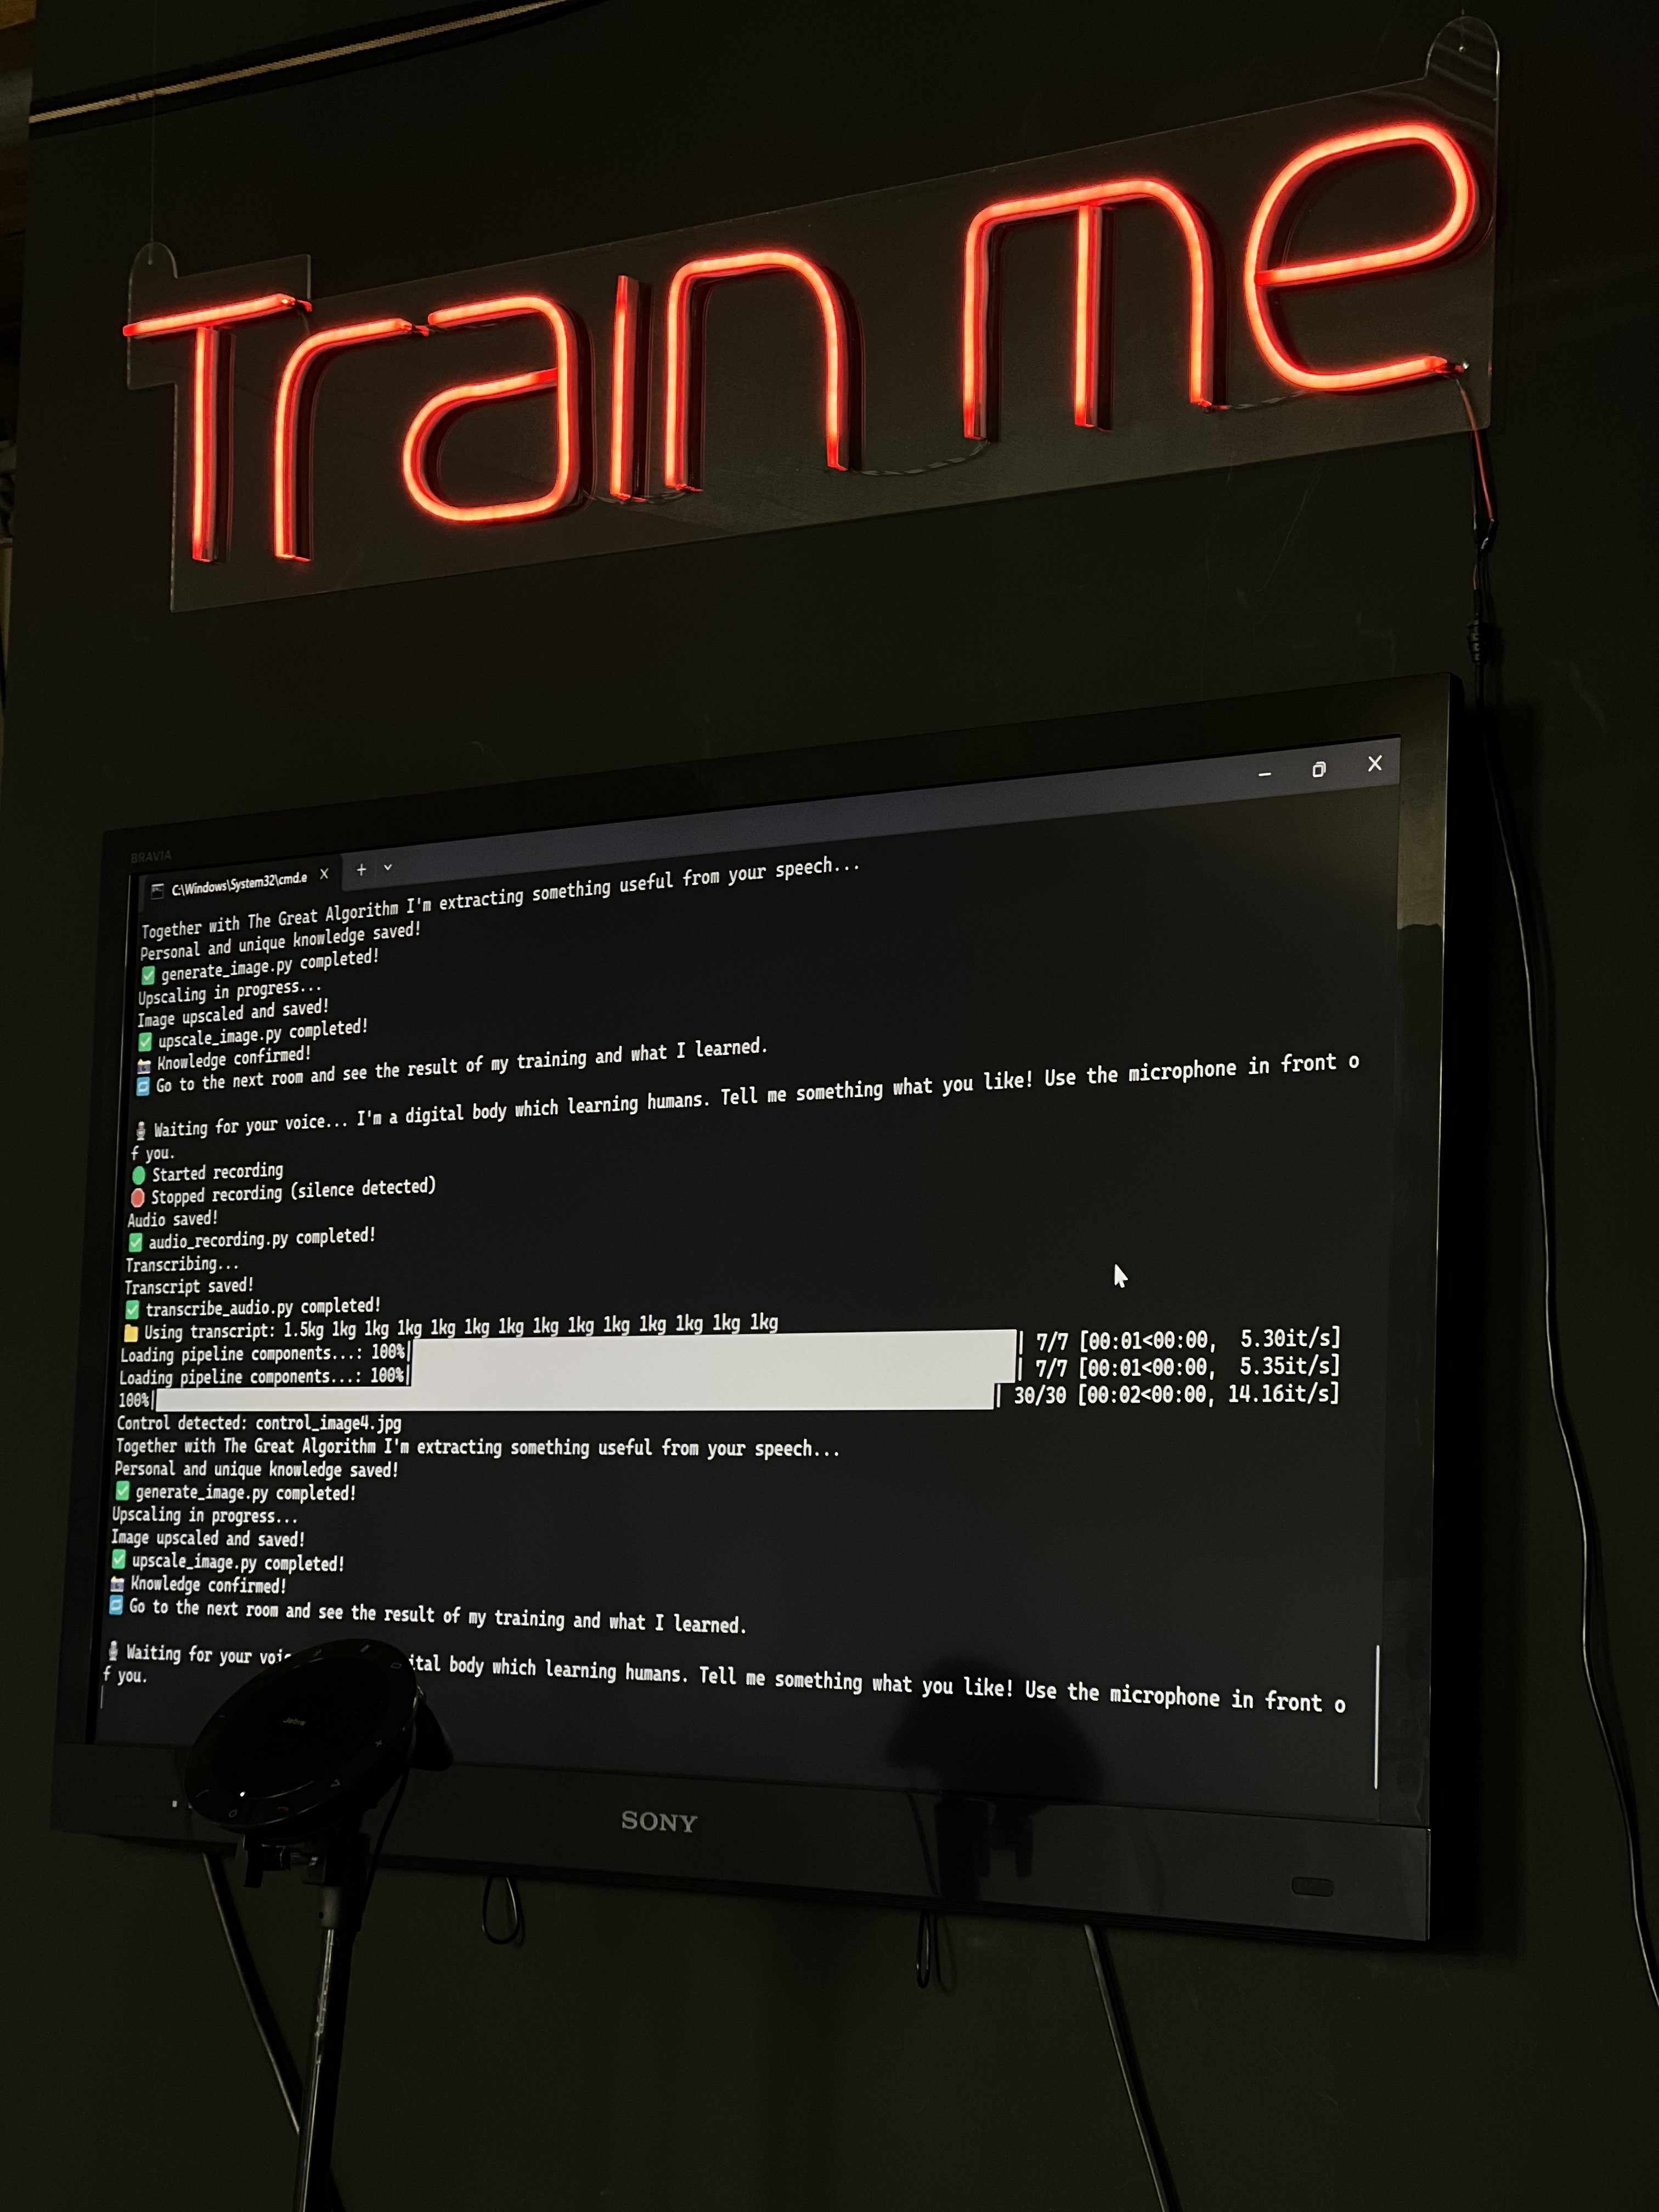 Train me
BRAVIA
C:\Windows\System32\cmd.e
Together with The Great Algorithm I'm extracting something useful from your speech...
Personal and unique knowledge saved!
✅ generate_image.py completed!
Upscaling in progress...
Image upscaled and saved!
✅ upscale_image.py completed!
📸 Knowledge confirmed!
🔁 Go to the next room and see the result of my training and what I learned.
🎙 Waiting for your voice... I'm a digital body which learning humans. Tell me something what you like! Use the microphone in front o
f you.
🟢 Started recording
🛑 Stopped recording (silence detected)
Audio saved!
✅ audio_recording.py completed!
Transcribing...
Transcript saved!
✅ transcribe_audio.py completed!
📁 Using transcript: 1.5kg 1kg 1kg 1kg 1kg 1kg 1kg 1kg 1kg 1kg 1kg 1kg 1kg 1kg 1kg
Loading pipeline components...: 100%| | 7/7 [00:01<00:00, 5.30it/s]
Loading pipeline components...: 100%| | 7/7 [00:01<00:00, 5.35it/s]
100%| | 30/30 [00:02<00:00, 14.16it/s]
Control detected: control_image4.jpg
Together with The Great Algorithm I'm extracting something useful from your speech...
Personal and unique knowledge saved!
✅ generate_image.py completed!
Upscaling in progress...
Image upscaled and saved!
✅ upscale_image.py completed!
📸 Knowledge confirmed!
🔁 Go to the next room and see the result of my training and what I learned.
🎙 Waiting for your voic ital body which learning humans. Tell me something what you like! Use the microphone in front o
f you.
Jabra
SONY